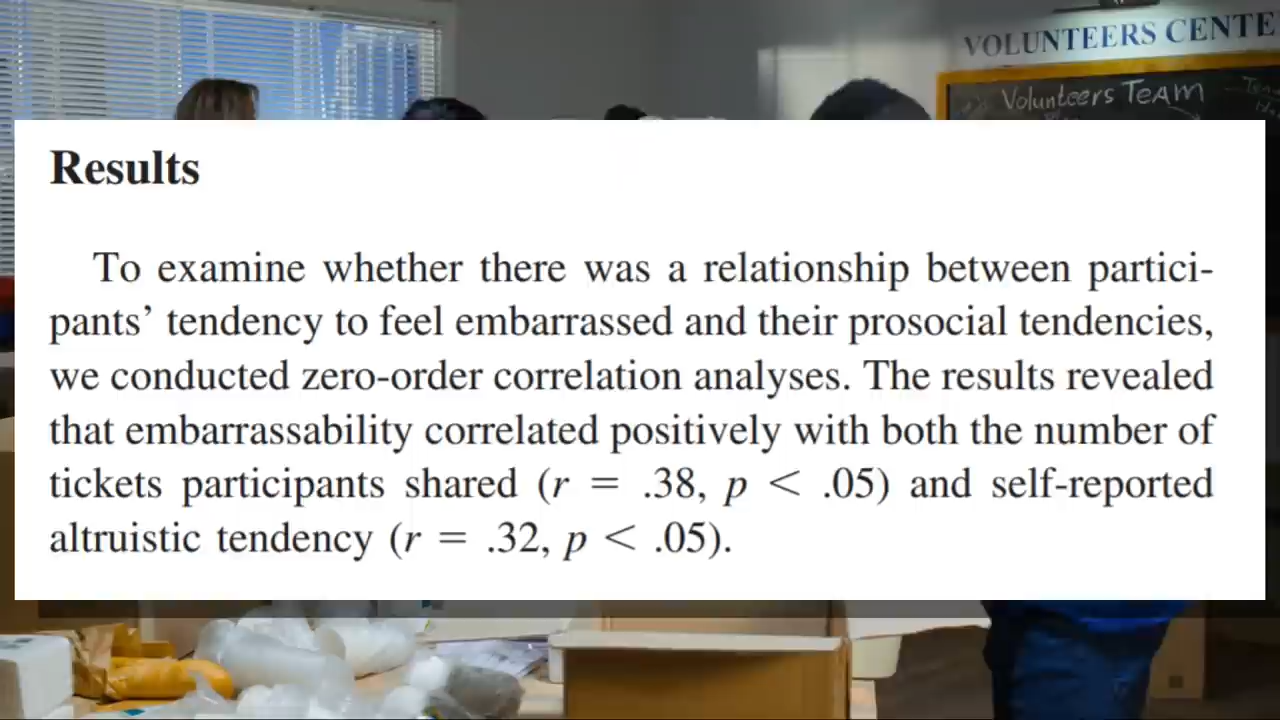 VOLUNTEERS CENTE
Volunteers TEAM
Results
To examine whether there was a relationship between partici-
pants’ tendency to feel embarrassed and their prosocial tendencies,
we conducted zero-order correlation analyses. The results revealed
that embarrassability correlated positively with both the number of
tickets participants shared (r = .38, p < .05) and self-reported
altruistic tendency (r = .32, p < .05).